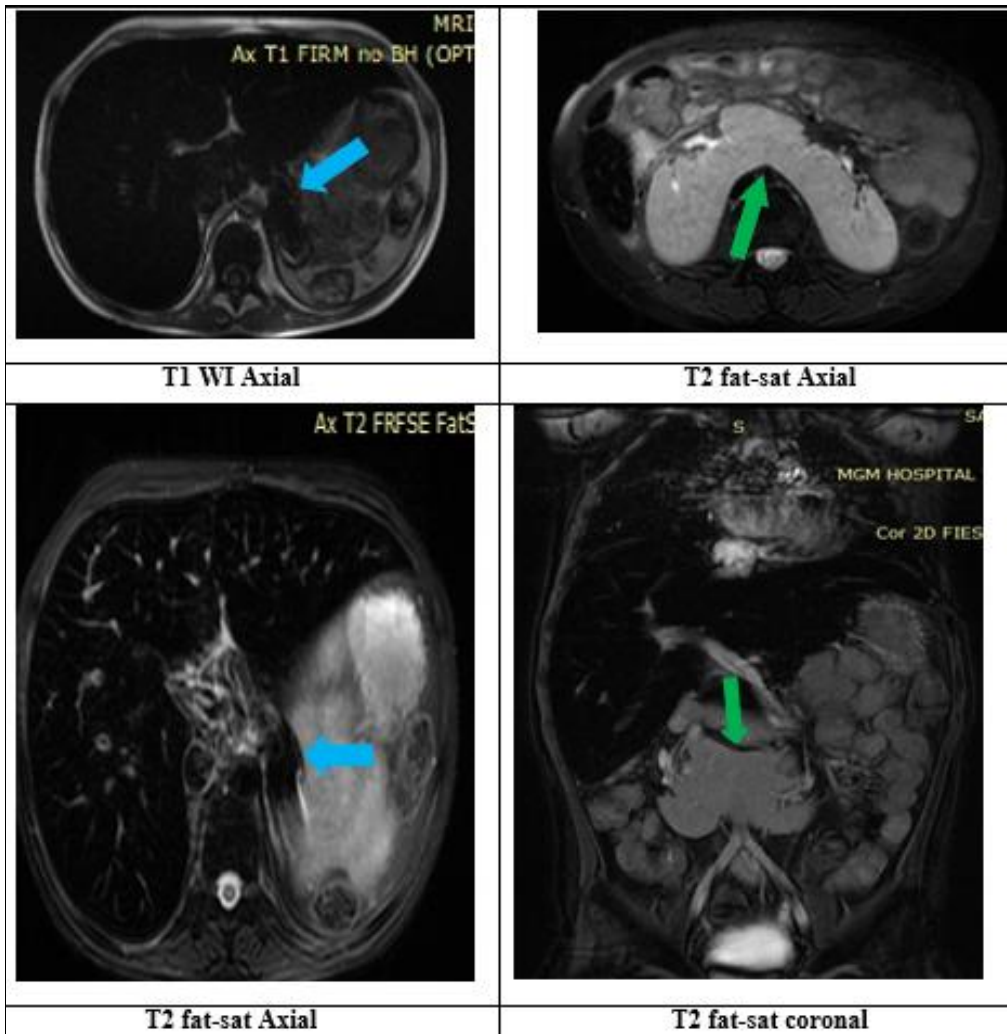 MRI
Ax T1 FIRM no BH (OPT
T1 WI Axial
T2 fat-sat Axial
Ax T2 FRFSE FatS
S
SA
MGM HOSPITAL
Cor 2D FIES
T2 fat-sat Axial
T2 fat-sat coronal